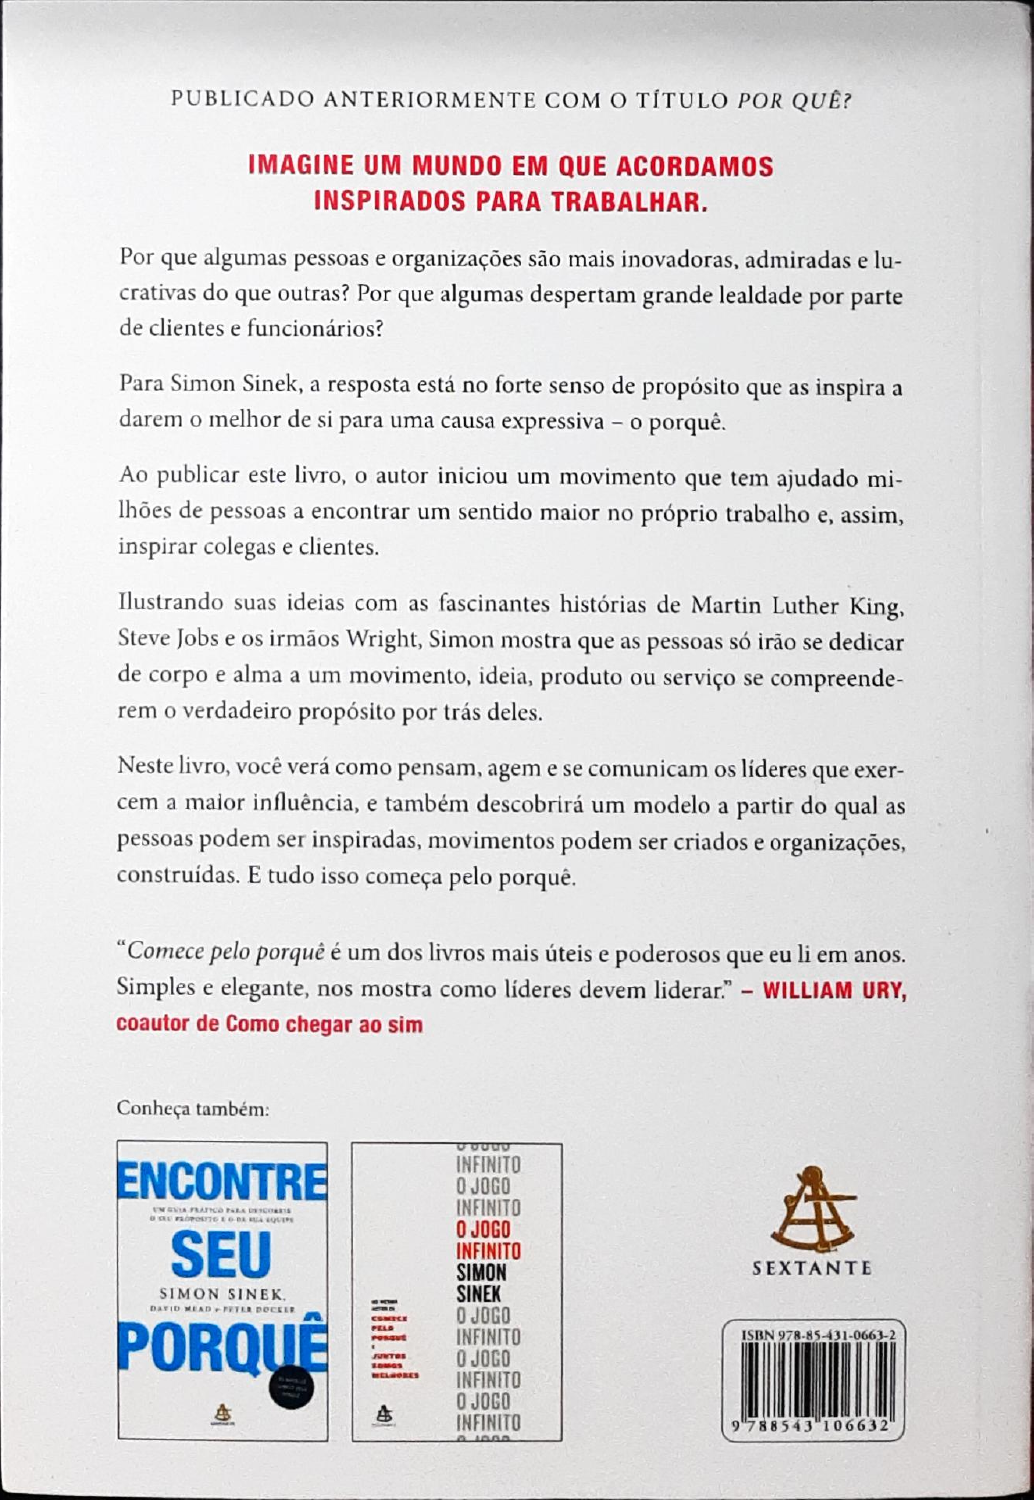 PUBLICADO ANTERIORMENTE COM O TÍTULO POR QUÊ?
IMAGINE UM MUNDO EM QUE ACORDAMOS
INSPIRADOS PARA TRABALHAR.
Por que algumas pessoas e organizações são mais inovadoras, admiradas e lu-
crativas do que outras? Por que algumas despertam grande lealdade por parte
de clientes e funcionários?
Para Simon Sinek, a resposta está no forte senso de propósito que as inspira a
darem o melhor de si para uma causa expressiva – o porquê.
Ao publicar este livro, o autor iniciou um movimento que tem ajudado mi-
lhões de pessoas a encontrar um sentido maior no próprio trabalho e, assim,
inspirar colegas e clientes.
Ilustrando suas ideias com as fascinantes histórias de Martin Luther King,
Steve Jobs e os irmãos Wright, Simon mostra que as pessoas só irão se dedicar
de corpo e alma a um movimento, ideia, produto ou serviço se compreende-
rem o verdadeiro propósito por trás deles.
Neste livro, você verá como pensam, agem e se comunicam os líderes que exer-
cem a maior influência, e também descobrirá um modelo a partir do qual as
pessoas podem ser inspiradas, movimentos podem ser criados e organizações,
construídas. E tudo isso começa pelo porquê.
“Comece pelo porquê é um dos livros mais úteis e poderosos que eu li em anos.
Simples e elegante, nos mostra como líderes devem liderar.” – WILLIAM URY,
coautor de Como chegar ao sim
Conheça também:
ENCONTRE
UM GUIA PRÁTICO PARA DESCOBRIR
O SEU PROPÓSITO E O DA SUA EQUIPE
SEU
SIMON SINEK,
DAVID MEAD e PETER DOCKER
PORQUÊ
O JOGO
INFINITO
O JOGO
INFINITO
O JOGO
INFINITO
SIMON
SINEK
O JOGO
INFINITO
O JOGO
INFINITO
O JOGO
INFINITO
O JOGO
DO MESMO
AUTOR DE
COMECE
PELO
PORQUÊ
E
JUNTOS
SOMOS
MELHORES
SEXTANTE
ISBN 978-85-431-0663-2
9 788543 106632